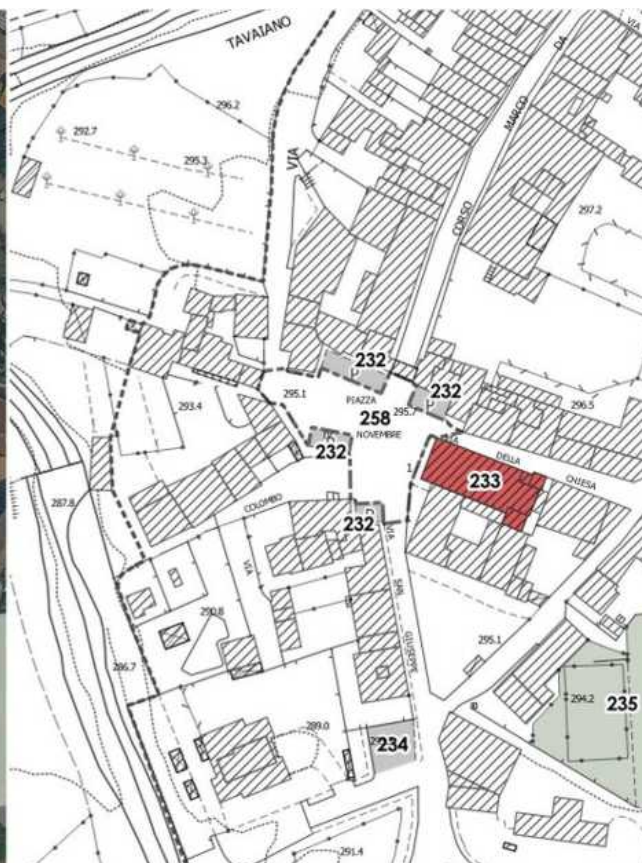 TAVAIANO
VIA
DA
MARCO
CORSO
296.2
292.7
295.3
297.2
232
P
295.1
PIAZZA
295.7
232
P
296.5
258
NOVEMBRE
293.4
232
DELLA
CHIESA
233
287.8
COLOMBO
232
P
VIA
VIA
SAN
GIUSEPPE
290.8
286.7
295.1
294.2
235
289.0
234
291.4